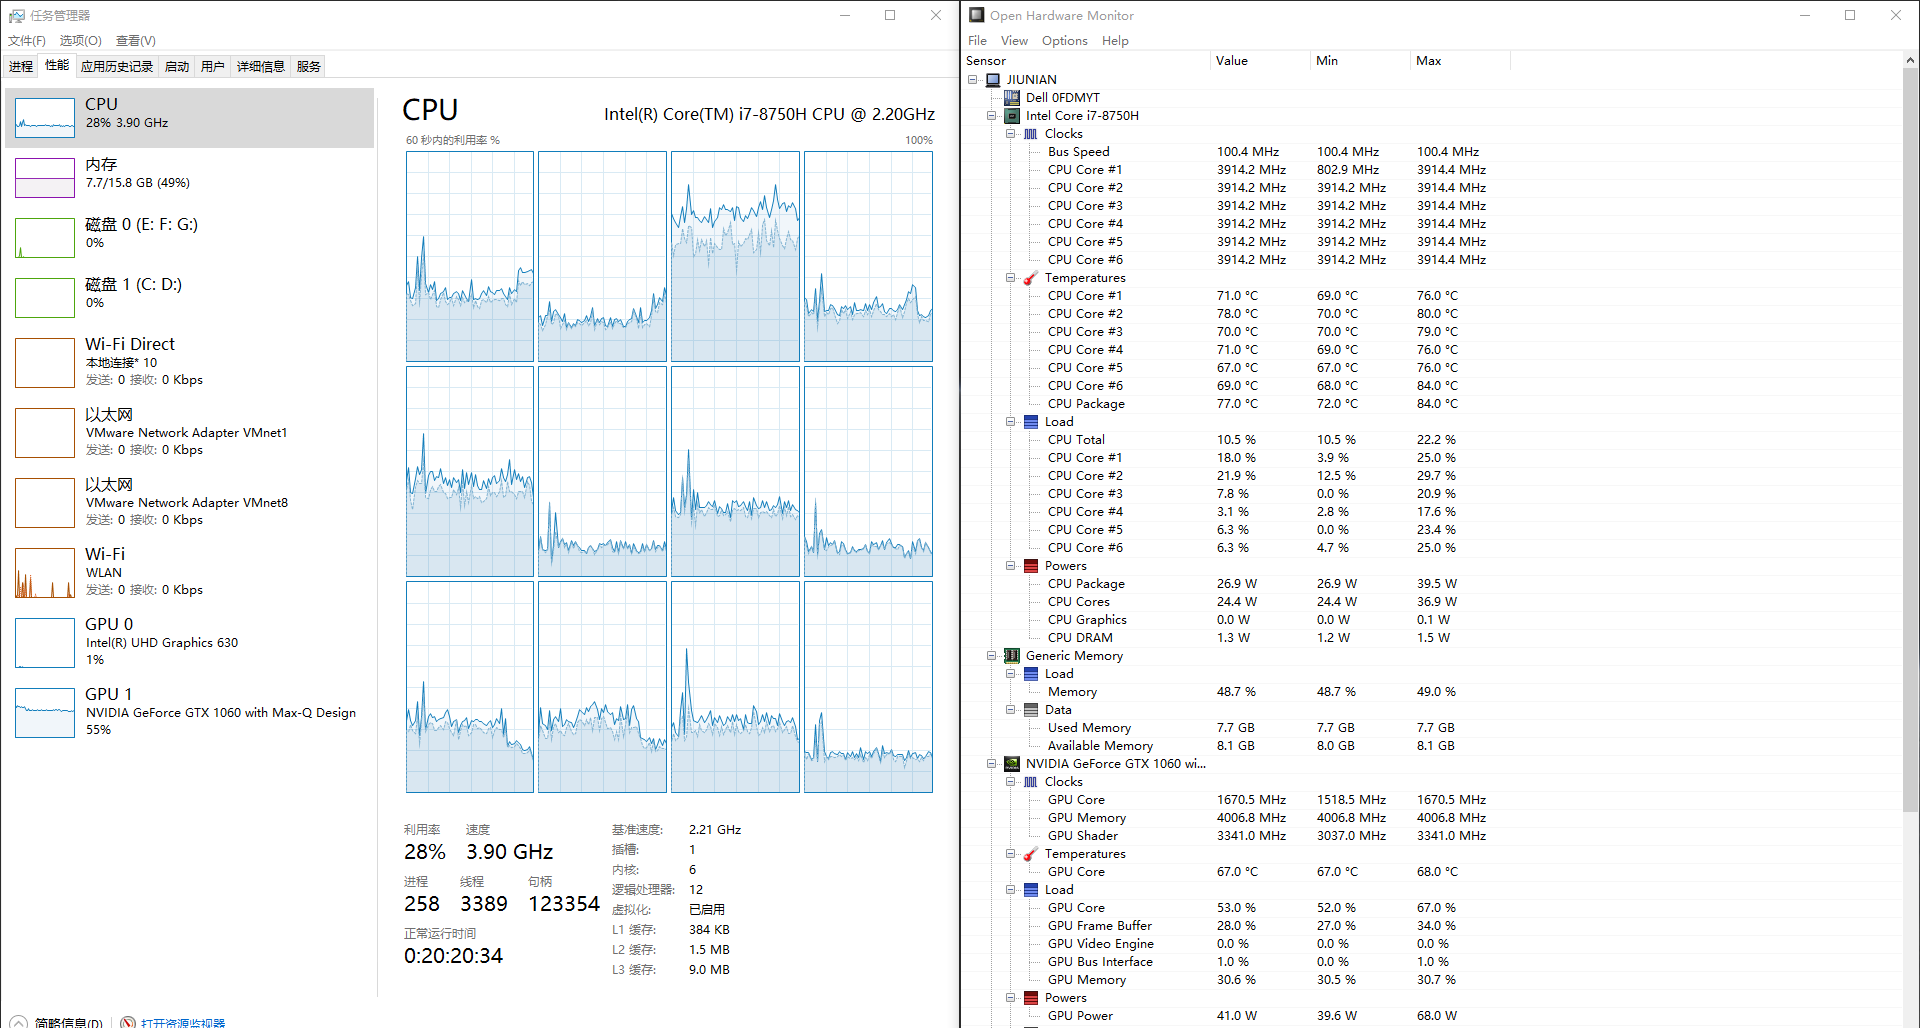 任务管理器
文件(F) 选项(O) 查看(V)
进程 性能 应用历史记录 启动 用户 详细信息 服务
CPU
28% 3.90 GHz
内存
7.7/15.8 GB (49%)
磁盘 0 (E: F: G:)
0%
磁盘 1 (C: D:)
0%
Wi-Fi Direct
本地连接* 10
发送: 0 接收: 0 Kbps
以太网
VMware Network Adapter VMnet1
发送: 0 接收: 0 Kbps
以太网
VMware Network Adapter VMnet8
发送: 0 接收: 0 Kbps
Wi-Fi
WLAN
发送: 0 接收: 0 Kbps
GPU 0
Intel(R) UHD Graphics 630
1%
GPU 1
NVIDIA GeForce GTX 1060 with Max-Q Design
55%
CPU Intel(R) Core(TM) i7-8750H CPU @ 2.20GHz
60 秒内的利用率 % 100%
利用率 速度
28% 3.90 GHz
进程 线程 句柄
258 3389 123354
正常运行时间
0:20:20:34
基准速度: 2.21 GHz
插槽: 1
内核: 6
逻辑处理器: 12
虚拟化: 已启用
L1 缓存: 384 KB
L2 缓存: 1.5 MB
L3 缓存: 9.0 MB
简略信息(D) 打开资源监视器
Open Hardware Monitor
File View Options Help
Sensor Value Min Max
JIUNIAN
Dell 0FDMYT
Intel Core i7-8750H
Clocks
Bus Speed 100.4 MHz 100.4 MHz 100.4 MHz
CPU Core #1 3914.2 MHz 802.9 MHz 3914.4 MHz
CPU Core #2 3914.2 MHz 3914.2 MHz 3914.4 MHz
CPU Core #3 3914.2 MHz 3914.2 MHz 3914.4 MHz
CPU Core #4 3914.2 MHz 3914.2 MHz 3914.4 MHz
CPU Core #5 3914.2 MHz 3914.2 MHz 3914.4 MHz
CPU Core #6 3914.2 MHz 3914.2 MHz 3914.4 MHz
Temperatures
CPU Core #1 71.0 °C 69.0 °C 76.0 °C
CPU Core #2 78.0 °C 70.0 °C 80.0 °C
CPU Core #3 70.0 °C 70.0 °C 79.0 °C
CPU Core #4 71.0 °C 69.0 °C 76.0 °C
CPU Core #5 67.0 °C 67.0 °C 76.0 °C
CPU Core #6 69.0 °C 68.0 °C 84.0 °C
CPU Package 77.0 °C 72.0 °C 84.0 °C
Load
CPU Total 10.5 % 10.5 % 22.2 %
CPU Core #1 18.0 % 3.9 % 25.0 %
CPU Core #2 21.9 % 12.5 % 29.7 %
CPU Core #3 7.8 % 0.0 % 20.9 %
CPU Core #4 3.1 % 2.8 % 17.6 %
CPU Core #5 6.3 % 0.0 % 23.4 %
CPU Core #6 6.3 % 4.7 % 25.0 %
Powers
CPU Package 26.9 W 26.9 W 39.5 W
CPU Cores 24.4 W 24.4 W 36.9 W
CPU Graphics 0.0 W 0.0 W 0.1 W
CPU DRAM 1.3 W 1.2 W 1.5 W
Generic Memory
Load
Memory 48.7 % 48.7 % 49.0 %
Data
Used Memory 7.7 GB 7.7 GB 7.7 GB
Available Memory 8.1 GB 8.0 GB 8.1 GB
NVIDIA GeForce GTX 1060 wi...
Clocks
GPU Core 1670.5 MHz 1518.5 MHz 1670.5 MHz
GPU Memory 4006.8 MHz 4006.8 MHz 4006.8 MHz
GPU Shader 3341.0 MHz 3037.0 MHz 3341.0 MHz
Temperatures
GPU Core 67.0 °C 67.0 °C 68.0 °C
Load
GPU Core 53.0 % 52.0 % 67.0 %
GPU Frame Buffer 28.0 % 27.0 % 34.0 %
GPU Video Engine 0.0 % 0.0 % 0.0 %
GPU Bus Interface 1.0 % 0.0 % 1.0 %
GPU Memory 30.6 % 30.5 % 30.7 %
Powers
GPU Power 41.0 W 39.6 W 68.0 W